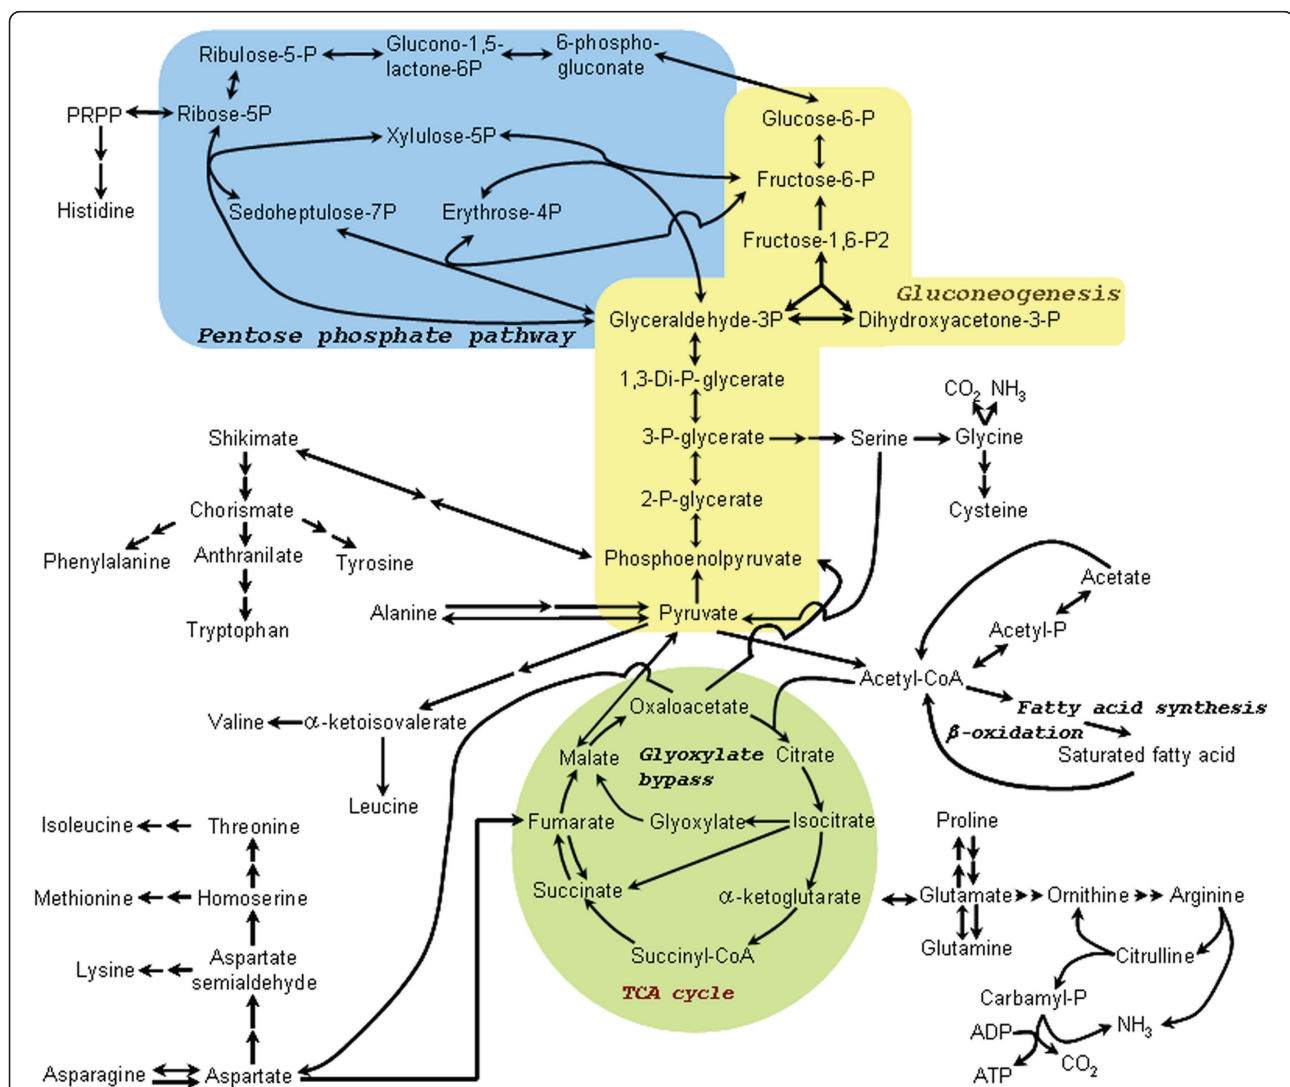 Ribulose-5-P
Glucono-1,5-
lactone-6P
6-phospho-
gluconate
PRPP
Ribose-5P
Xylulose-5P
Glucose-6-P
Fructose-6-P
Histidine
Sedoheptulose-7P
Erythrose-4P
Fructose-1,6-P2
Gluconeogenesis
Pentose phosphate pathway
Glyceraldehyde-3P
Dihydroxyacetone-3-P
1,3-Di-P-glycerate
CO2 NH3
Shikimate
3-P-glycerate
Serine
Glycine
2-P-glycerate
Cysteine
Chorismate
Phenylalanine
Anthranilate
Tyrosine
Phosphoenolpyruvate
Acetate
Alanine
Pyruvate
Tryptophan
Acetyl-P
Acetyl-CoA
Oxaloacetate
Fatty acid synthesis
Valine
α-ketoisovalerate
β-oxidation
Saturated fatty acid
Malate
Glyoxylate
bypass
Citrate
Leucine
Isoleucine
Threonine
Fumarate
Glyoxylate
Isocitrate
Proline
Methionine
Homoserine
Succinate
α-ketoglutarate
Glutamate
Ornithine
Arginine
Glutamine
Lysine
Aspartate
semialdehyde
Succinyl-CoA
Citrulline
TCA cycle
Carbamyl-P
ADP
NH3
Asparagine
Aspartate
ATP
CO2